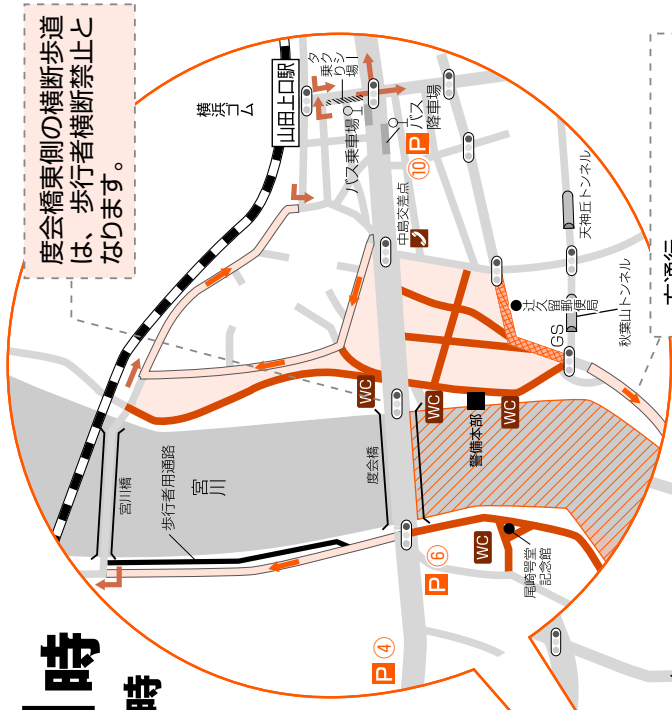 度会橋東側の横断歩道
は、歩行者横断禁止と
なります。
時
時
横浜
ゴム
山田上口駅
タクシー
乗り場
バス乗車場
バス
降車場
⑩
P
中島交差点
天神丘トンネル
辻久留郵便局
GS
秋葉山トンネル
WC
WC
WC
警備本部
度会橋
宮川橋
歩行者用通路
宮川
WC
尾崎咢堂
記念館
P
⑥
P
④
方通行